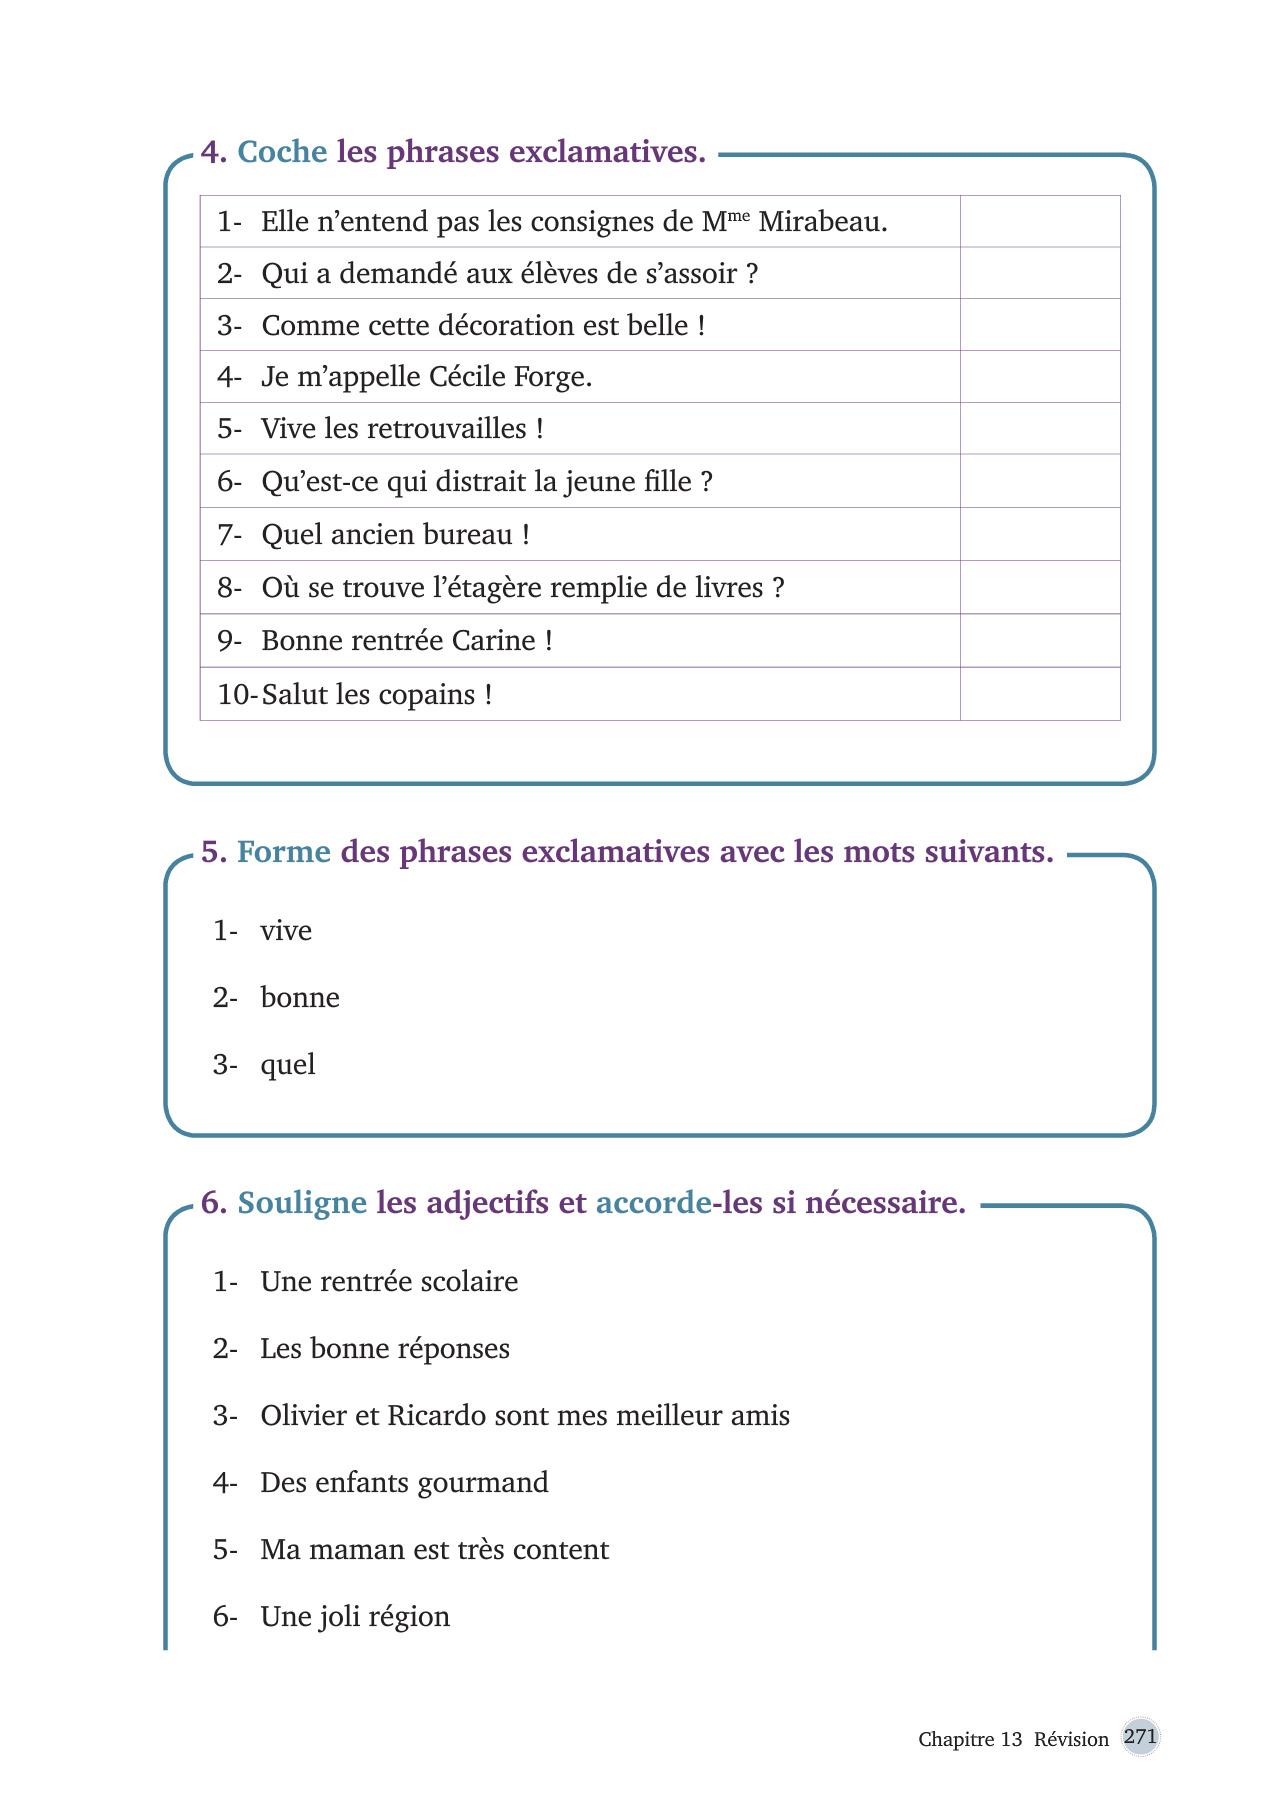 4. Coche les phrases exclamatives.
1- Elle n’entend pas les consignes de Mme Mirabeau.
2- Qui a demandé aux élèves de s’assoir ?
3- Comme cette décoration est belle !
4- Je m’appelle Cécile Forge.
5- Vive les retrouvailles !
6- Qu’est-ce qui distrait la jeune fille ?
7- Quel ancien bureau !
8- Où se trouve l’étagère remplie de livres ?
9- Bonne rentrée Carine !
10- Salut les copains !
5. Forme des phrases exclamatives avec les mots suivants.
1- vive
2- bonne
3- quel
6. Souligne les adjectifs et accorde-les si nécessaire.
1- Une rentrée scolaire
2- Les bonne réponses
3- Olivier et Ricardo sont mes meilleur amis
4- Des enfants gourmand
5- Ma maman est très content
6- Une joli région
Chapitre 13 Révision 271